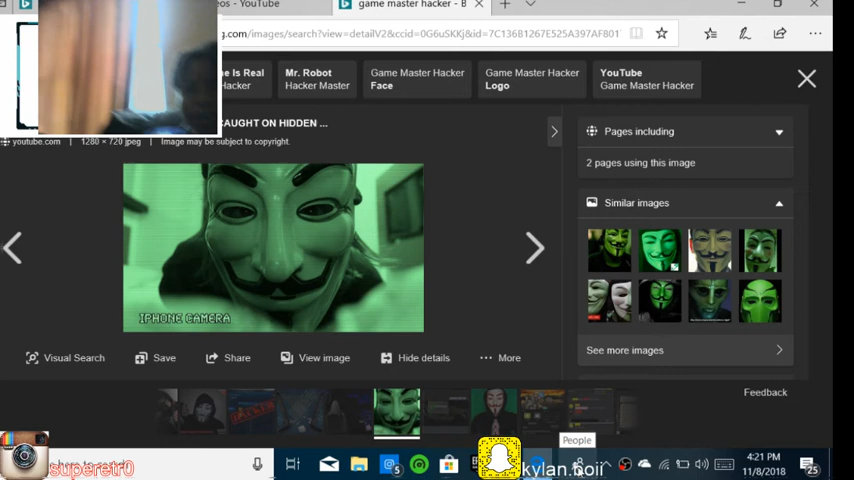 os - YouTube
game master hacker - B
g.com/images/search?view=detailV2&ccid=0G6uSKKj&id=7C136B1267E525A397AF801
e Is Real
HACKER
Mr. Robot
Hacker Master
Game Master Hacker
Face
Game Master Hacker
Logo
YouTube
Game Master Hacker
CAUGHT ON HIDDEN ...
youtube.com | 1280 × 720 jpeg | Image may be subject to copyright.
Pages including
2 pages using this image
Similar images
IPHONE CAMERA
See more images
Visual Search
Save
Share
View image
Hide details
More
Feedback
People
superetr0
kylan.boii
5
4:21 PM
11/8/2018
25